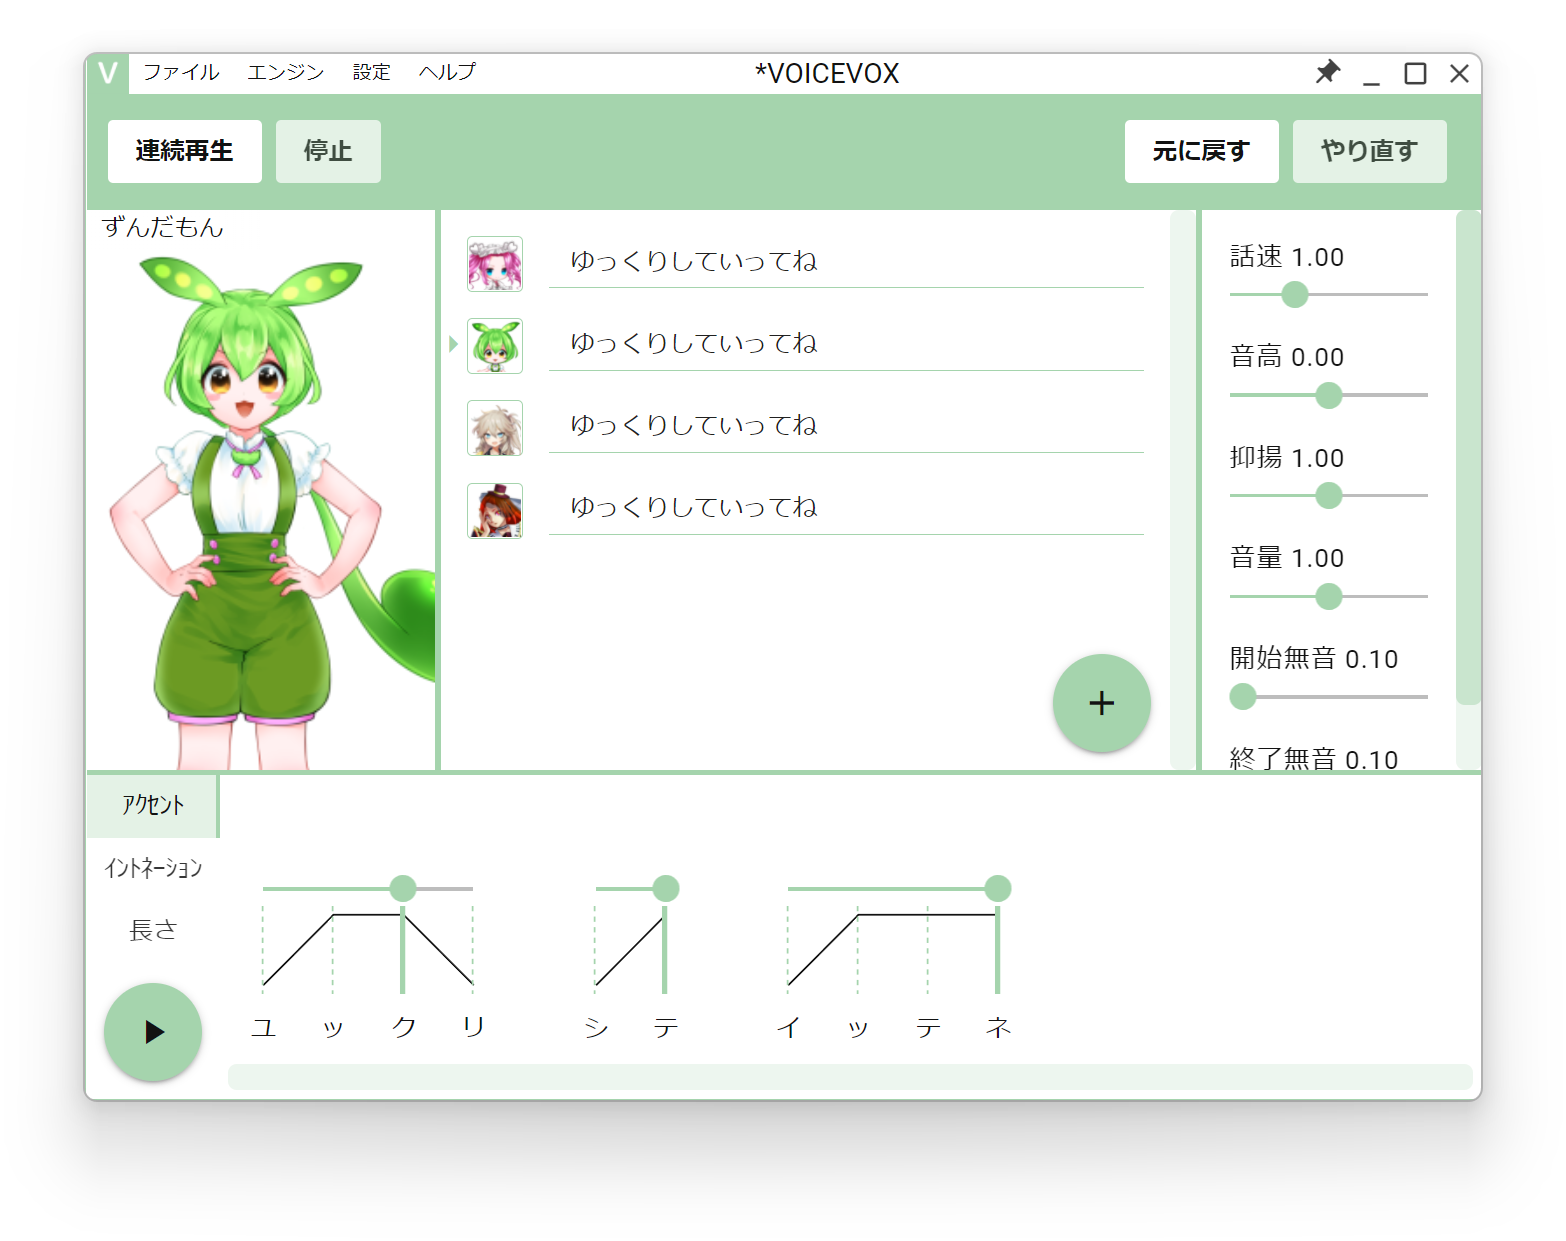 V ファイル エンジン 設定 ヘルプ *VOICEVOX
連続再生 停止 元に戻す やり直す
ずんだもん
ゆっくりしていってね
ゆっくりしていってね
ゆっくりしていってね
ゆっくりしていってね
話速 1.00
音高 0.00
抑揚 1.00
音量 1.00
開始無音 0.10
終了無音 0.10
アクセント
イントネーション
長さ
ユ ッ ク リ シ テ イ ッ テ ネ